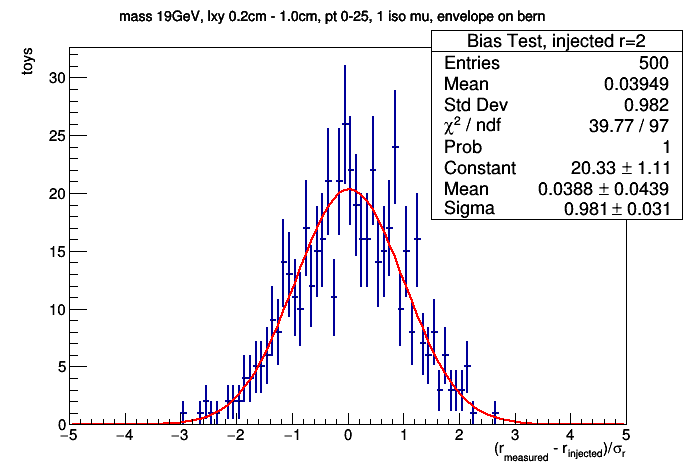 mass 19GeV, lxy 0.2cm - 1.0cm, pt 0-25, 1 iso mu, envelope on bern
Bias Test, injected r=2
Entries 500
Mean 0.03949
Std Dev 0.982
χ² / ndf 39.77 / 97
Prob 1
Constant 20.33 ± 1.11
Mean 0.0388 ± 0.0439
Sigma 0.981 ± 0.031
toys
30
25
20
15
10
5
0
−5 −4 −3 −2 −1 0 1 2 3 4 5
(r_measured - r_injected)/σ_r